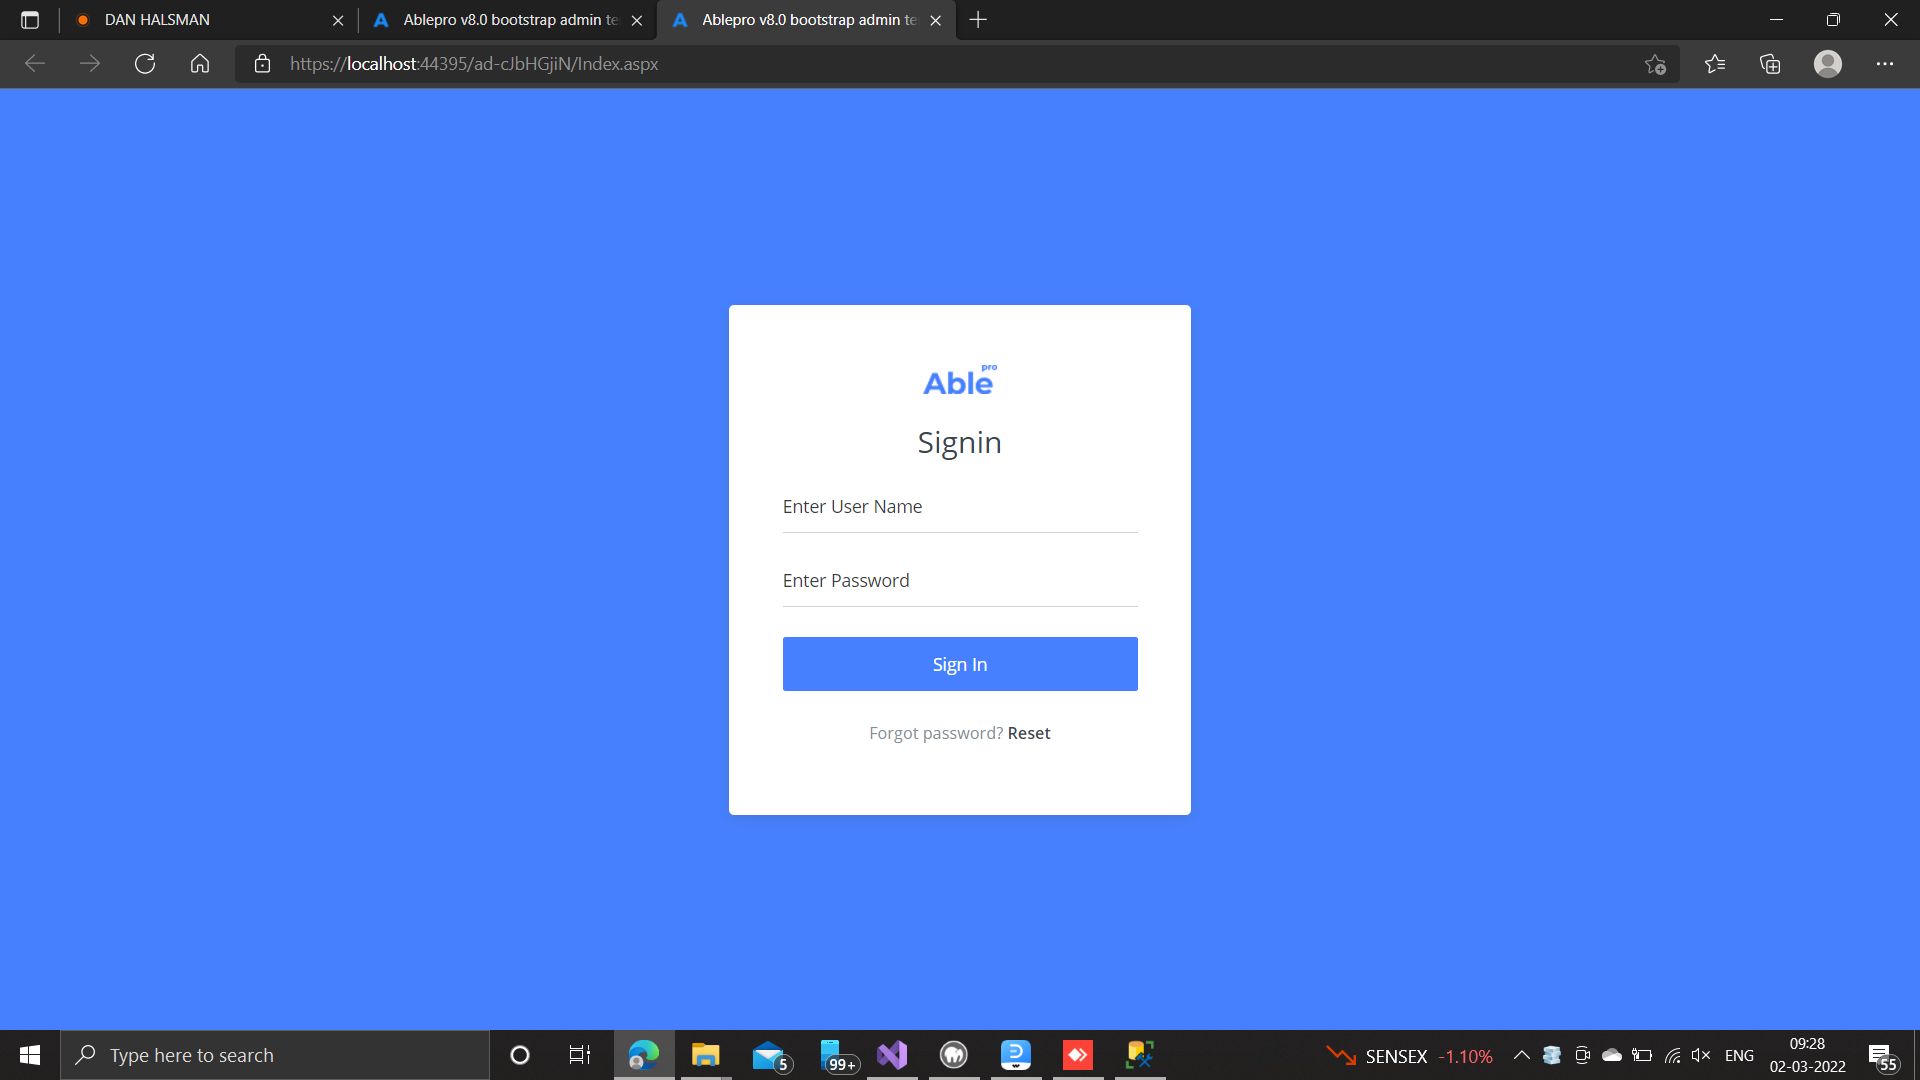 DAN HALSMAN
Ablepro v8.0 bootstrap admin te
Ablepro v8.0 bootstrap admin te
https://localhost:44395/ad-cJbHGjiN/Index.aspx
Able pro
Signin
Enter User Name
Enter Password
Sign In
Forgot password? Reset
Type here to search
5
99+
SENSEX -1.10%
ENG
09:28
02-03-2022
55